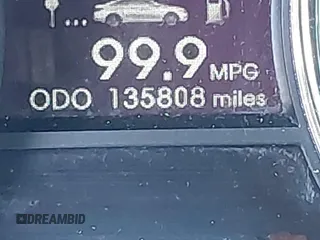 99.9 MPG
ODO 135808 miles
DREAMBID